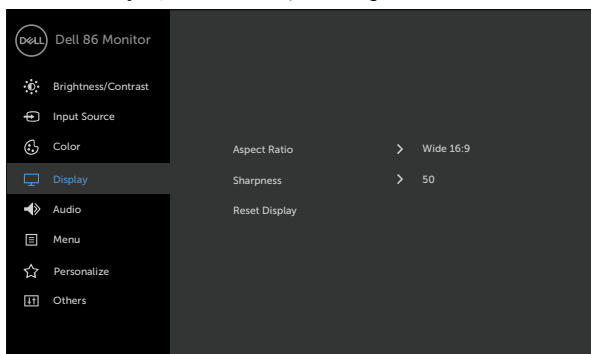 DELL
Dell 86 Monitor
Brightness/Contrast
Input Source
Color
Aspect Ratio > Wide 16:9
Display
Sharpness > 50
Audio
Reset Display
Menu
Personalize
Others